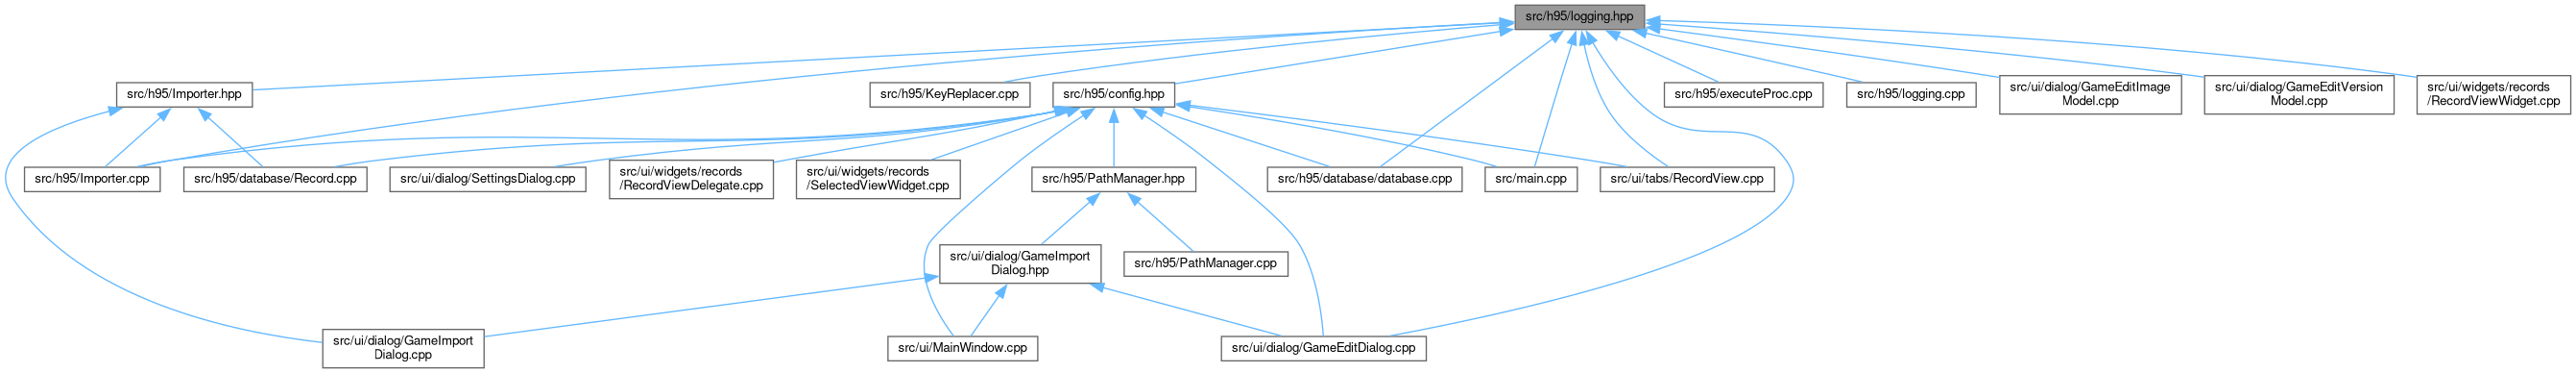 src/h95/logging.hpp
src/h95/Importer.hpp
src/h95/KeyReplacer.cpp
src/h95/config.hpp
src/h95/executeProc.cpp
src/h95/logging.cpp
src/ui/dialog/GameEditImage
Model.cpp
src/ui/dialog/GameEditVersion
Model.cpp
src/ui/widgets/records
/RecordViewWidget.cpp
src/h95/Importer.cpp
src/h95/database/Record.cpp
src/ui/dialog/SettingsDialog.cpp
src/ui/widgets/records
/RecordViewDelegate.cpp
src/ui/widgets/records
/SelectedViewWidget.cpp
src/h95/PathManager.hpp
src/h95/database/database.cpp
src/main.cpp
src/ui/tabs/RecordView.cpp
src/ui/dialog/GameImport
Dialog.hpp
src/h95/PathManager.cpp
src/ui/dialog/GameImport
Dialog.cpp
src/ui/MainWindow.cpp
src/ui/dialog/GameEditDialog.cpp